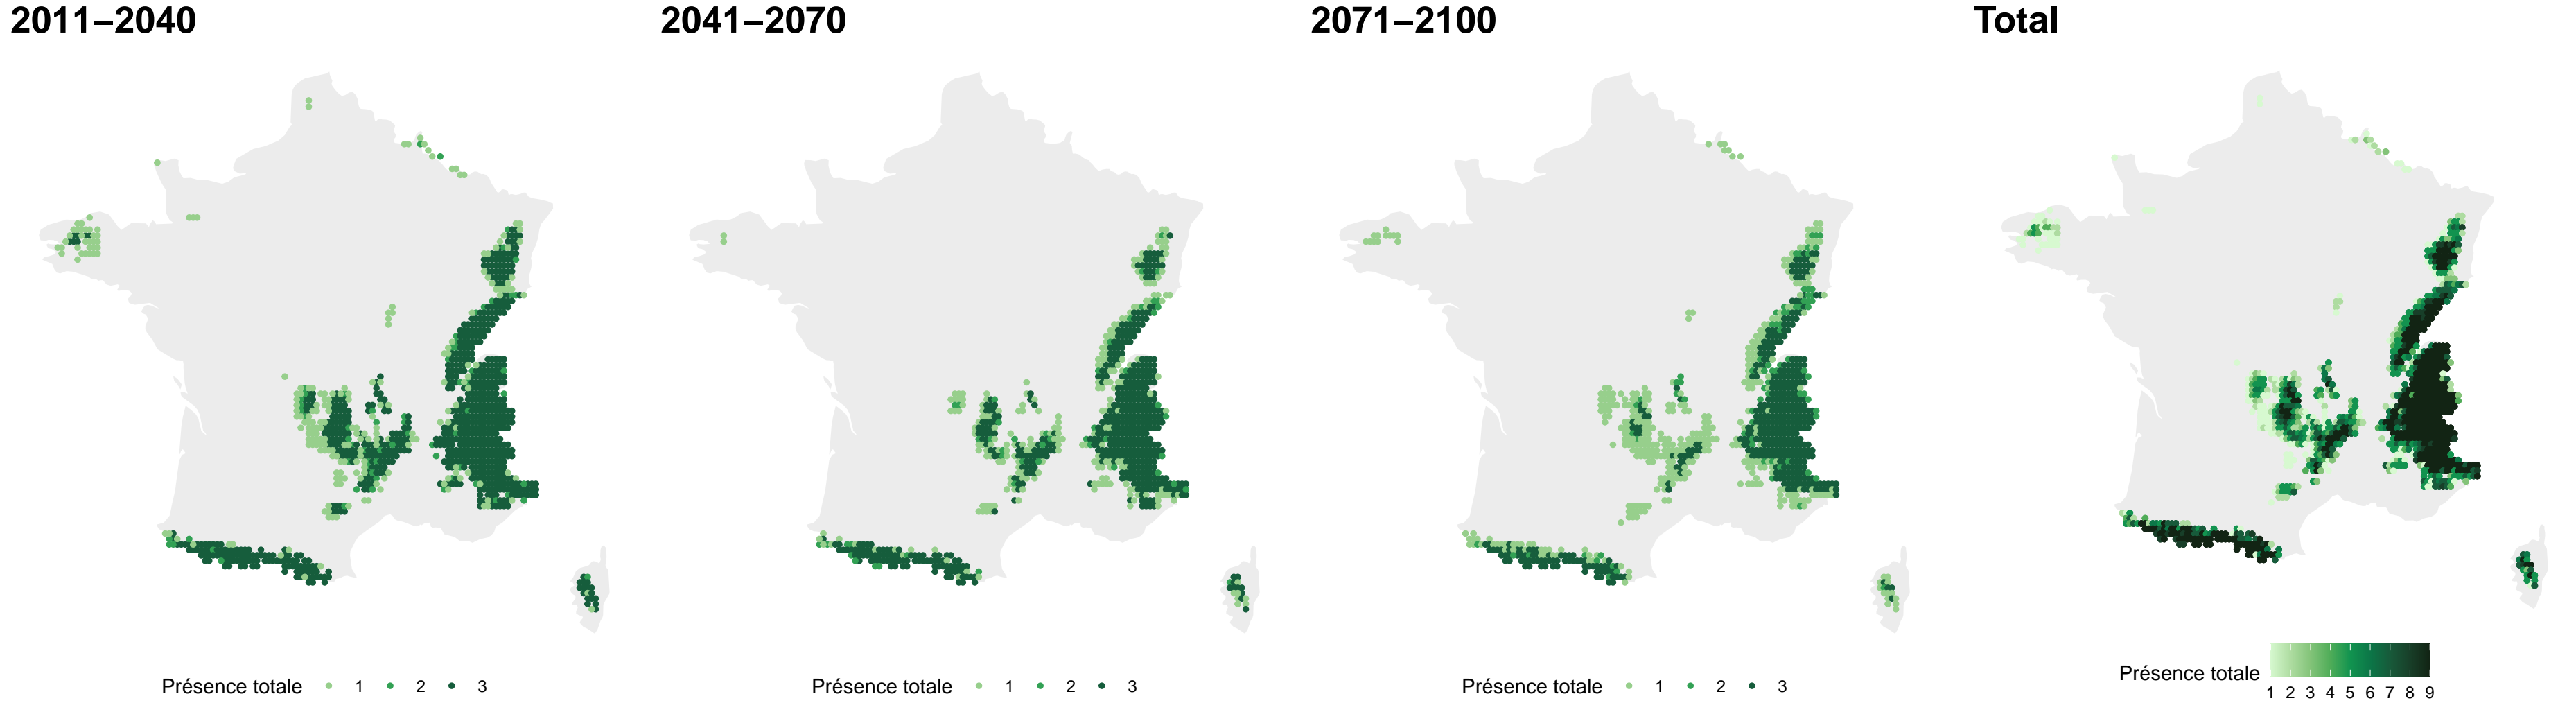 2011–2040
2041–2070
2071–2100
Total
Présence totale 1 2 3
Présence totale 1 2 3
Présence totale 1 2 3
Présence totale
1 2 3 4 5 6 7 8 9